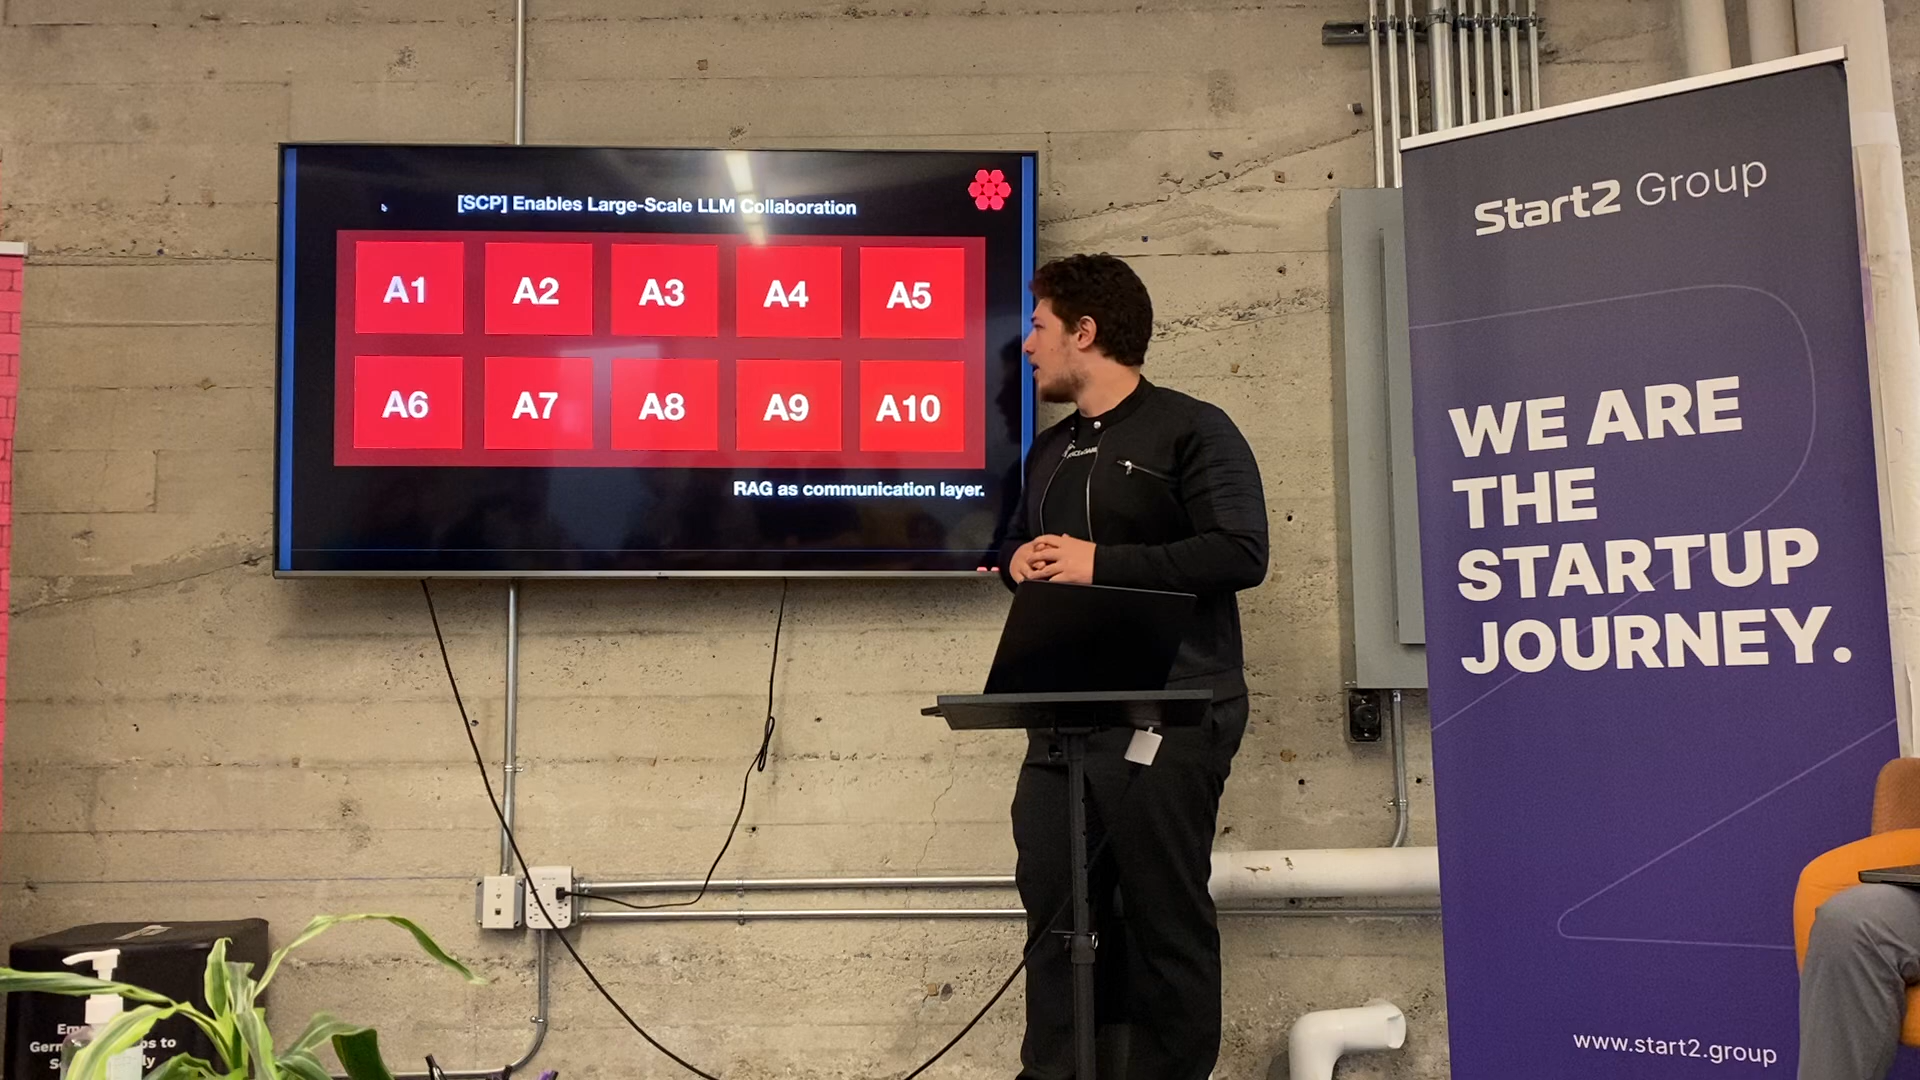 [SCP] Enables Large-Scale LLM Collaboration
A1 A2 A3 A4 A5
A6 A7 A8 A9 A10
RAG as communication layer.
Start2 Group
WE ARE
THE
STARTUP
JOURNEY.
www.start2.group